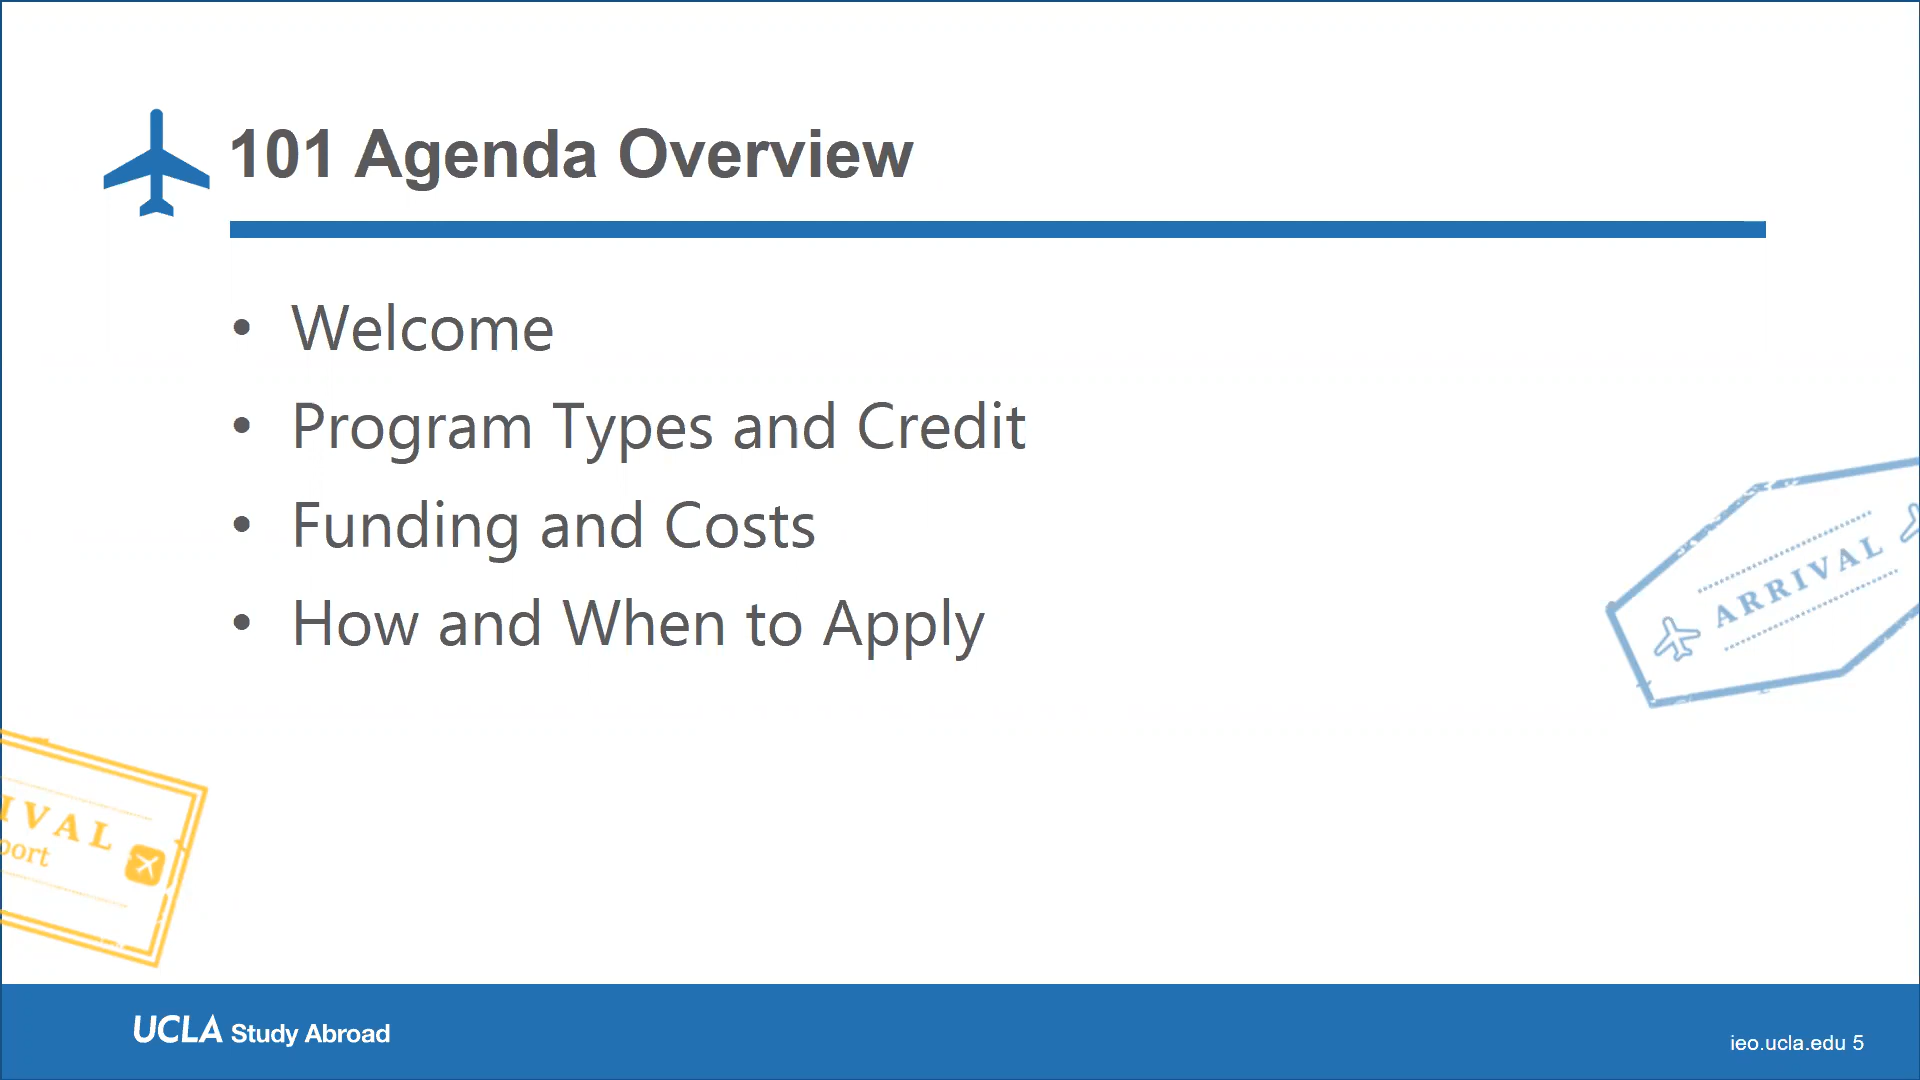 101 Agenda Overview
• Welcome
• Program Types and Credit
• Funding and Costs
• How and When to Apply
ARRIVAL
IVAL
port
UCLA Study Abroad
ieo.ucla.edu 5